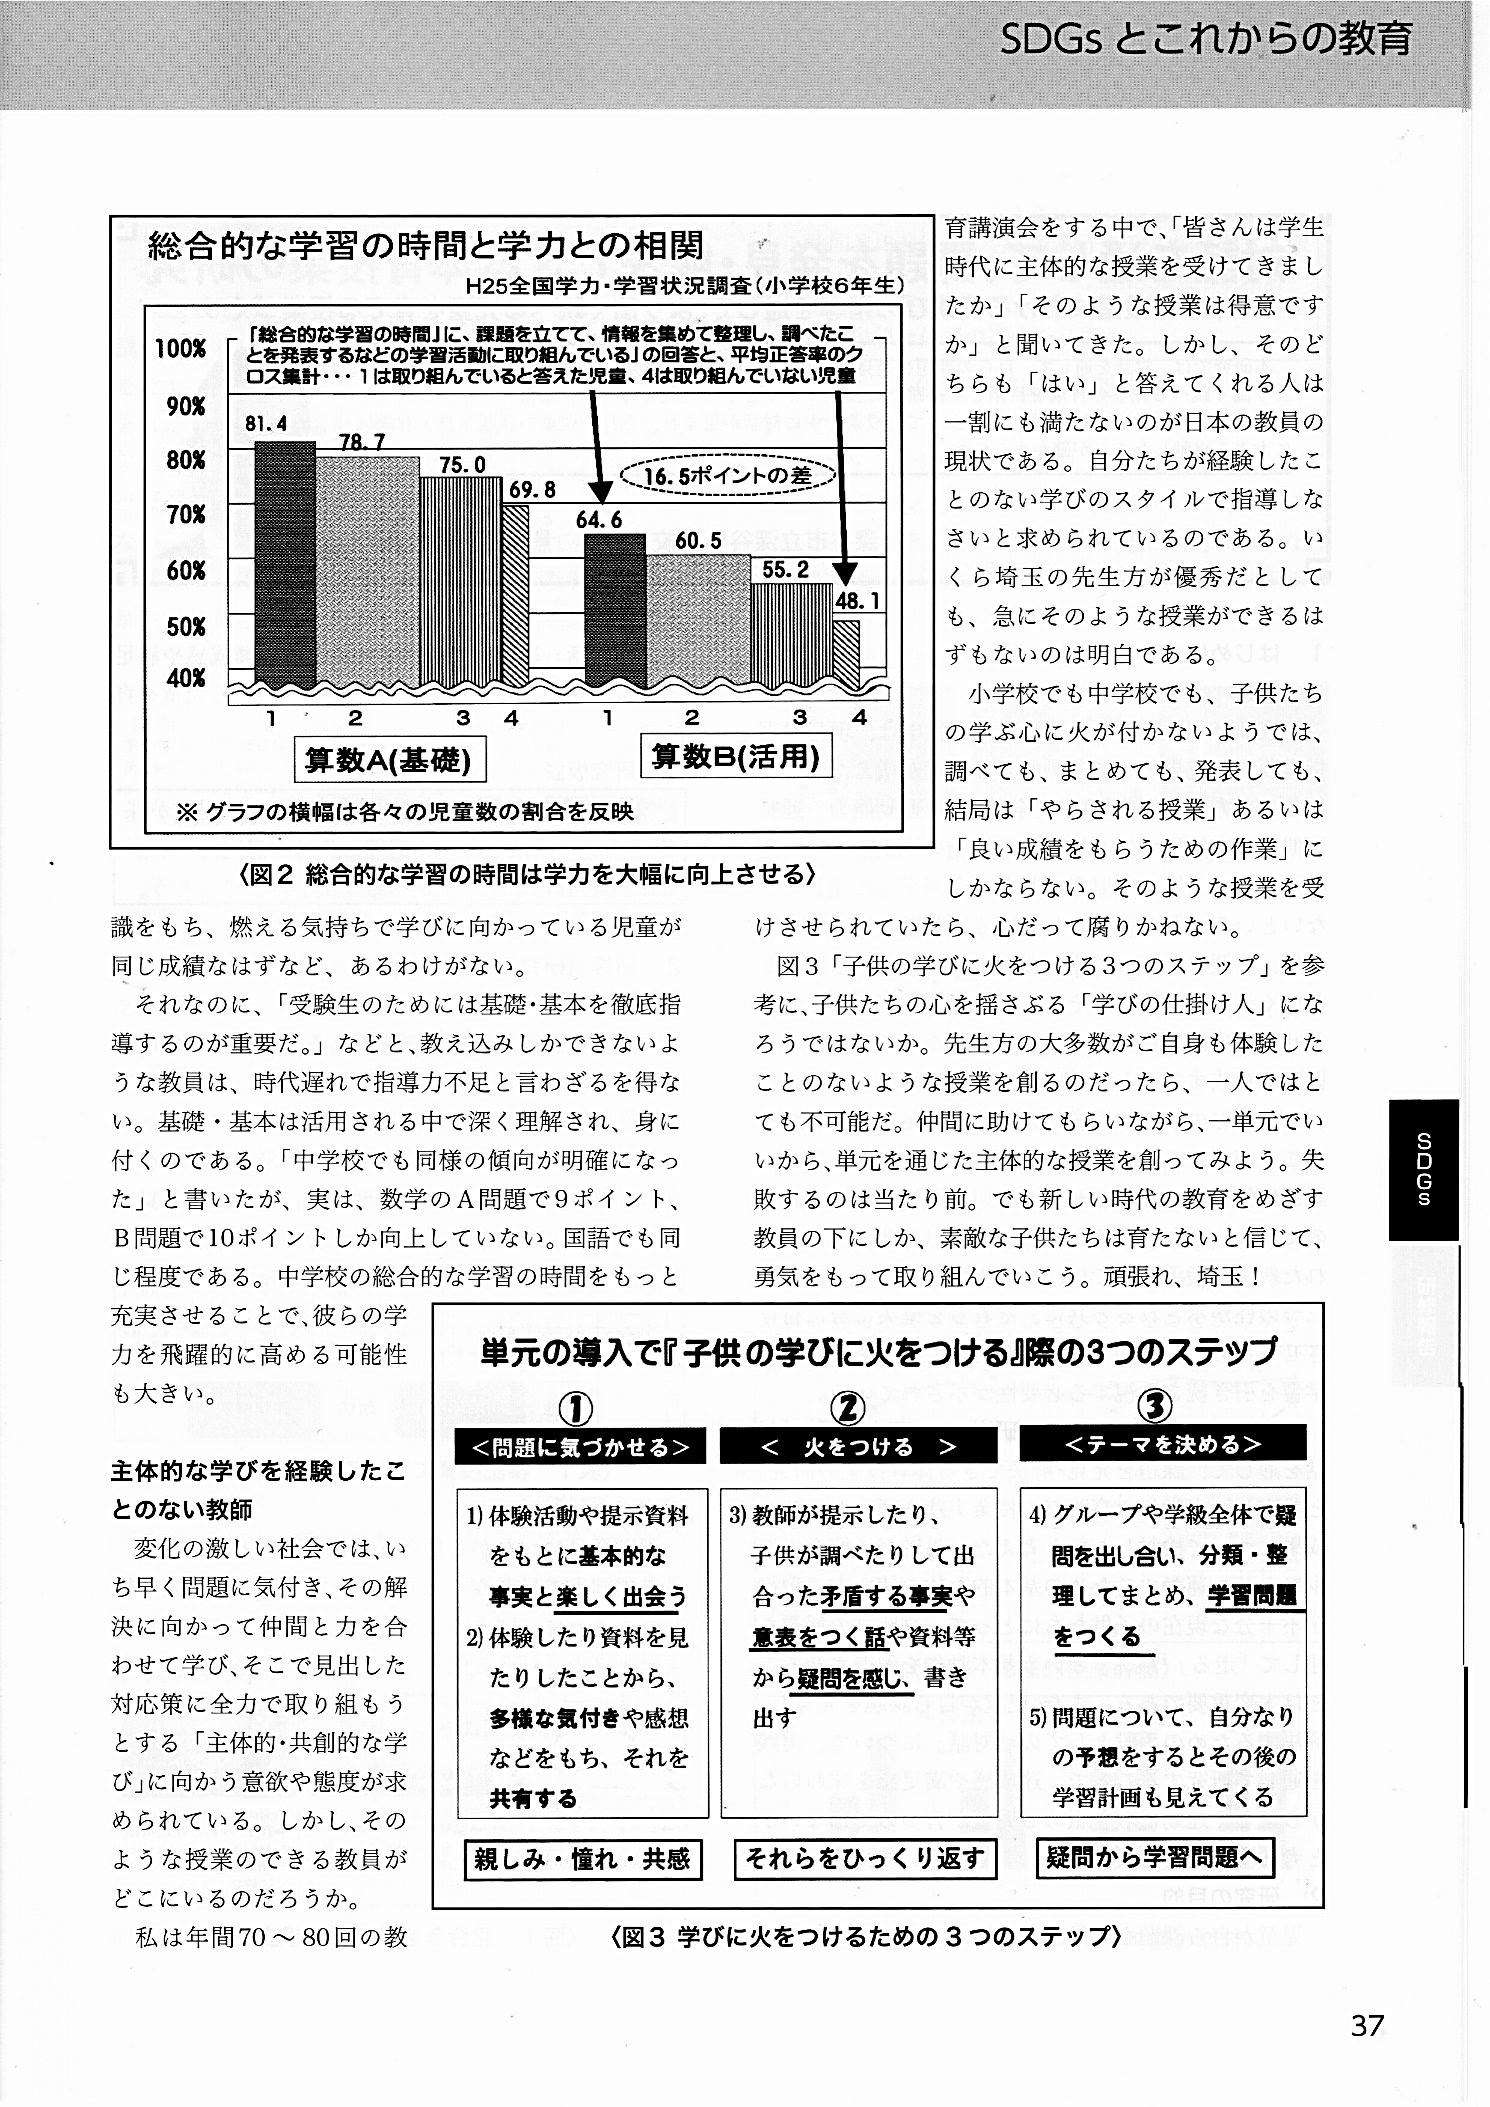 SDGsとこれからの教育
総合的な学習の時間と学力との相関
H25全国学力・学習状況調査(小学校6年生)
「総合的な学習の時間」に、課題を立てて、情報を集めて整理し、調べたこ
とを発表するなどの学習活動に取り組んでいる」の回答と、平均正答率のク
ロス集計・・・1は取り組んでいると答えた児童、4は取り組んでいない児童
100%
90%
80%
70%
60%
50%
40%
81.4
78.7
75.0
69.8
16.5ポイントの差
64.6
60.5
55.2
48.1
1 2 3 4 1 2 3 4
算数A(基礎)
算数B(活用)
※ グラフの横幅は各々の児童数の割合を反映
〈図2 総合的な学習の時間は学力を大幅に向上させる〉
識をもち、燃える気持ちで学びに向かっている児童が
同じ成績なはずなど、あるわけがない。
それなのに、「受験生のためには基礎・基本を徹底指
導するのが重要だ。」などと、教え込みしかできないよ
うな教員は、時代遅れで指導力不足と言わざるを得な
い。基礎・基本は活用される中で深く理解され、身に
付くのである。「中学校でも同様の傾向が明確になっ
た」と書いたが、実は、数学のA問題で9ポイント、
B問題で10ポイントしか向上していない。国語でも同
じ程度である。中学校の総合的な学習の時間をもっと
充実させることで、彼らの学
力を飛躍的に高める可能性
も大きい。
主体的な学びを経験したこ
とのない教師
変化の激しい社会では、い
ち早く問題に気付き、その解
決に向かって仲間と力を合
わせて学び、そこで見出した
対応策に全力で取り組もう
とする「主体的・共創的な学
び」に向かう意欲や態度が求
められている。しかし、その
ような授業のできる教員が
どこにいるのだろうか。
私は年間70～80回の教
育講演会をする中で、「皆さんは学生
時代に主体的な授業を受けてきまし
たか」「そのような授業は得意です
か」と聞いてきた。しかし、そのど
ちらも「はい」と答えてくれる人は
一割にも満たないのが日本の教員の
現状である。自分たちが経験したこ
とのない学びのスタイルで指導しな
さいと求められているのである。い
くら埼玉の先生方が優秀だとして
も、急にそのような授業ができるは
ずもないのは明白である。
小学校でも中学校でも、子供たち
の学ぶ心に火が付かないようでは、
調べても、まとめても、発表しても、
結局は「やらされる授業」あるいは
「良い成績をもらうための作業」に
しかならない。そのような授業を受
けさせられていたら、心だって腐りかねない。
図3「子供の学びに火をつける3つのステップ」を参
考に、子供たちの心を揺さぶる「学びの仕掛け人」にな
ろうではないか。先生方の大多数がご自身も体験した
ことのないような授業を創るのだったら、一人ではと
ても不可能だ。仲間に助けてもらいながら、一単元でい
いから、単元を通じた主体的な授業を創ってみよう。失
敗するのは当たり前。でも新しい時代の教育をめざす
教員の下にしか、素敵な子供たちは育たないと信じて、
勇気をもって取り組んでいこう。頑張れ、埼玉！
単元の導入で『子供の学びに火をつける』際の3つのステップ
①
＜問題に気づかせる＞
1) 体験活動や提示資料
をもとに基本的な
事実と楽しく出会う
2) 体験したり資料を見
たりしたことから、
多様な気付きや感想
などをもち、それを
共有する
親しみ・憧れ・共感
②
＜ 火をつける ＞
3) 教師が提示したり、
子供が調べたりして出
合った矛盾する事実や
意表をつく話や資料等
から疑問を感じ、書き
出す
それらをひっくり返す
③
＜テーマを決める＞
4) グループや学級全体で疑
問を出し合い、分類・整
理してまとめ、学習問題
をつくる
5) 問題について、自分なり
の予想をするとその後の
学習計画も見えてくる
疑問から学習問題へ
〈図3 学びに火をつけるための3つのステップ〉
SDGs
37